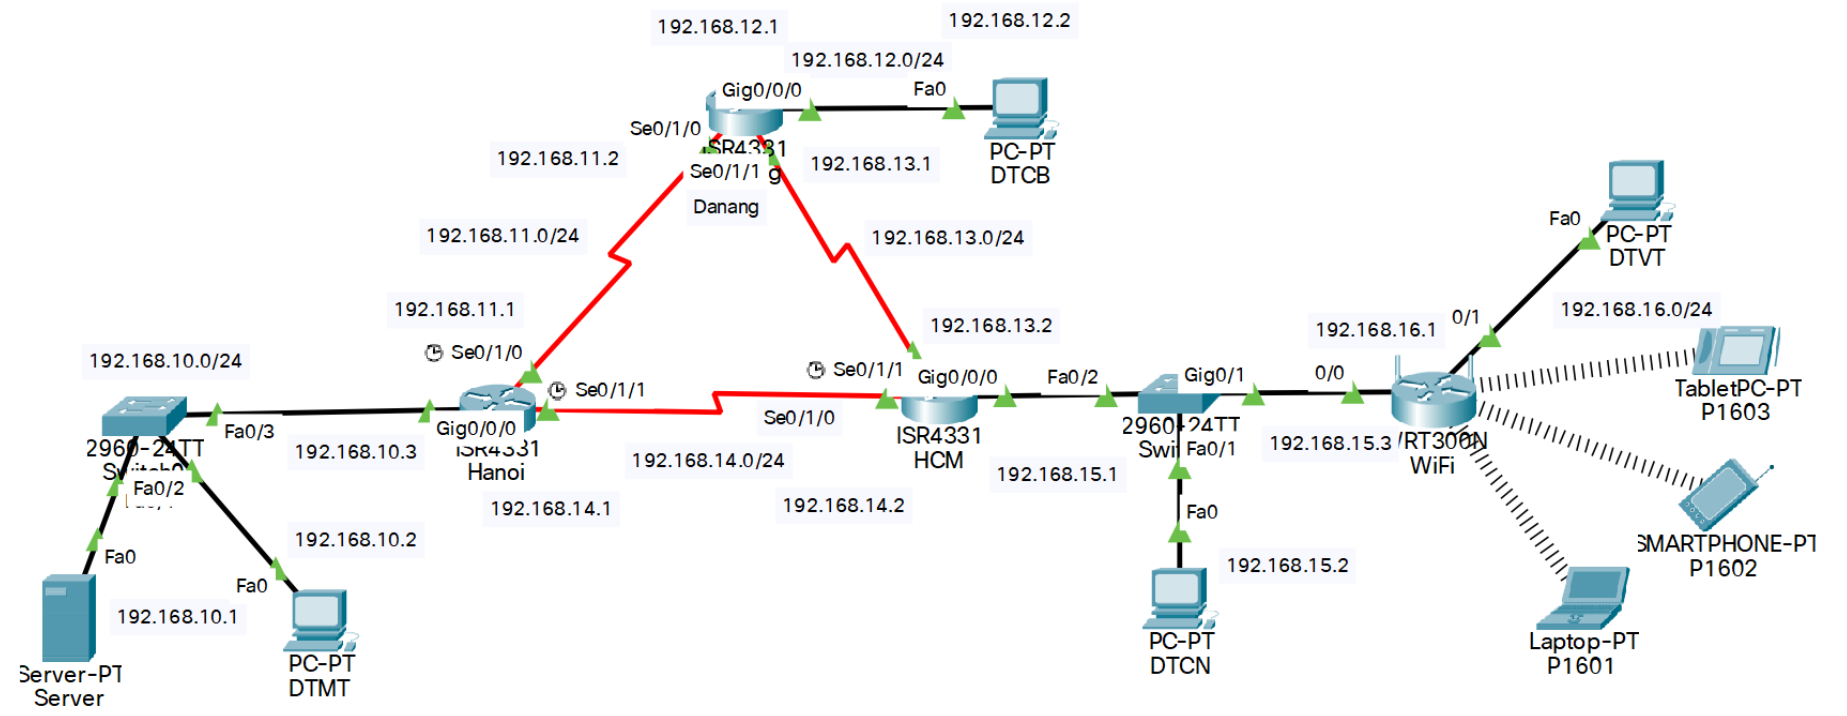 192.168.12.1
192.168.12.2
192.168.12.0/24
Gig0/0/0
Fa0
Se0/1/0
ISR4331
Se0/1/1
g
Danang
192.168.11.2
192.168.13.1
PC-PT
DTCB
192.168.11.0/24
192.168.13.0/24
Fa0
PC-PT
DTVT
192.168.11.1
192.168.13.2
192.168.16.0/24
192.168.16.1
0/1
192.168.10.0/24
Se0/1/0
Se0/1/1
Se0/1/1
Gig0/0/0
Fa0/2
Gig0/1
0/0
TabletPC-PT
P1603
Fa0/3
Gig0/0/0
Se0/1/0
2960-24TT
Switch0
Fa0/2
192.168.10.3
ISR4331
Hanoi
192.168.14.0/24
ISR4331
HCM
192.168.15.1
2960-24TT
Swi
Fa0/1
192.168.15.3
WRT300N
WiFi
192.168.14.1
192.168.14.2
Fa0
192.168.10.2
Fa0
Fa0
192.168.10.1
192.168.15.2
SMARTPHONE-PT
P1602
Server-PT
Server
PC-PT
DTMT
PC-PT
DTCN
Laptop-PT
P1601